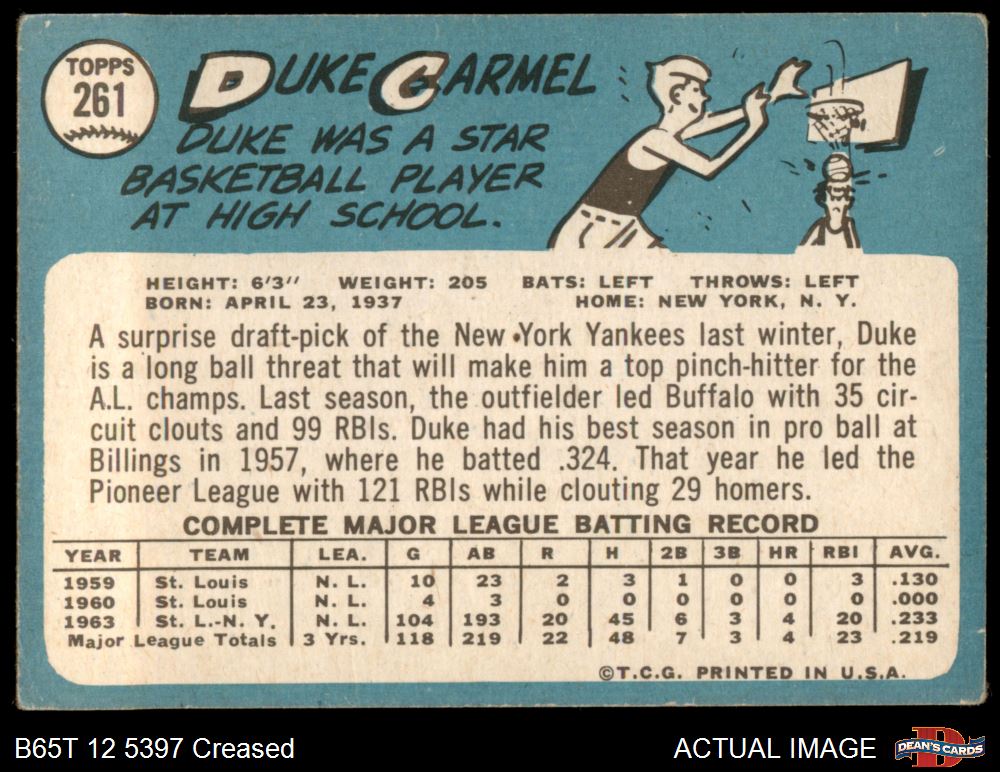 TOPPS
261
DUKE CARMEL
DUKE WAS A STAR
BASKETBALL PLAYER
AT HIGH SCHOOL.
HEIGHT: 6'3" WEIGHT: 205 BATS: LEFT THROWS: LEFT
BORN: APRIL 23, 1937 HOME: NEW YORK, N. Y.
A surprise draft-pick of the New York Yankees last winter, Duke
is a long ball threat that will make him a top pinch-hitter for the
A.L. champs. Last season, the outfielder led Buffalo with 35 cir-
cuit clouts and 99 RBIs. Duke had his best season in pro ball at
Billings in 1957, where he batted .324. That year he led the
Pioneer League with 121 RBIs while clouting 29 homers.
COMPLETE MAJOR LEAGUE BATTING RECORD
YEAR TEAM LEA. G AB R H 2B 3B HR RBI AVG.
1959 St. Louis N. L. 10 23 2 3 1 0 0 3 .130
1960 St. Louis N. L. 4 3 0 0 0 0 0 0 .000
1963 St. L.-N. Y. N. L. 104 193 20 45 6 3 4 20 .233
Major League Totals 3 Yrs. 118 219 22 48 7 3 4 23 .219
©T.C.G. PRINTED IN U.S.A.
B65T 12 5397 Creased ACTUAL IMAGE
DEAN'S CARDS